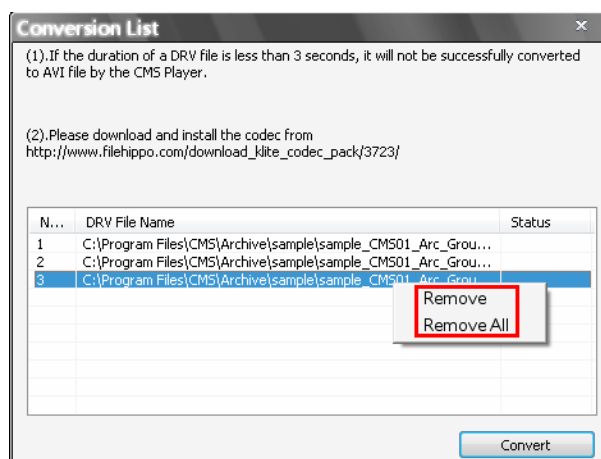 Conversion List
(1).If the duration of a DRV file is less than 3 seconds, it will not be successfully converted
to AVI file by the CMS Player.
(2).Please download and install the codec from
http://www.filehippo.com/download_klite_codec_pack/3723/
N... DRV File Name Status
1 C:\Program Files\CMS\Archive\sample\sample_CMS01_Arc_Grou...
2 C:\Program Files\CMS\Archive\sample\sample_CMS01_Arc_Grou...
3 C:\Program Files\CMS\Archive\sample\sample_CMS01_Arc_Grou...
Remove
Remove All
Convert